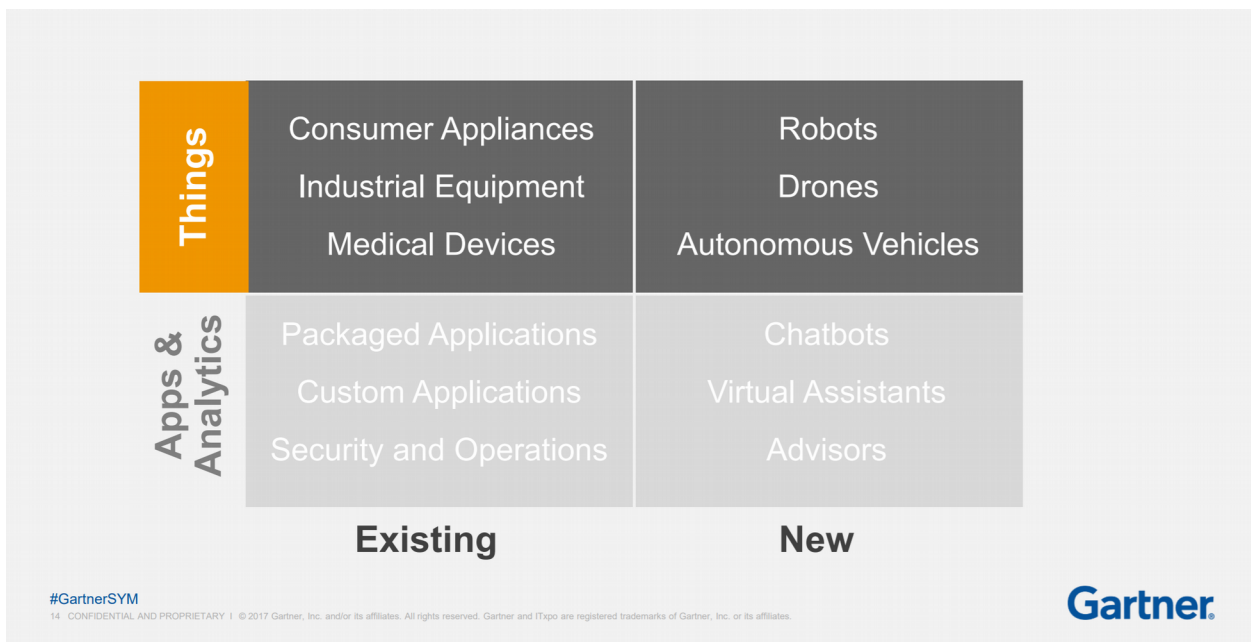 Things
Consumer Appliances
Industrial Equipment
Medical Devices
Robots
Drones
Autonomous Vehicles
Apps &
Analytics
Packaged Applications
Custom Applications
Security and Operations
Chatbots
Virtual Assistants
Advisors
Existing
New
#GartnerSYM
14 CONFIDENTIAL AND PROPRIETARY I © 2017 Gartner, Inc. and/or its affiliates. All rights reserved. Gartner and ITxpo are registered trademarks of Gartner, Inc. or its affiliates.
Gartner.